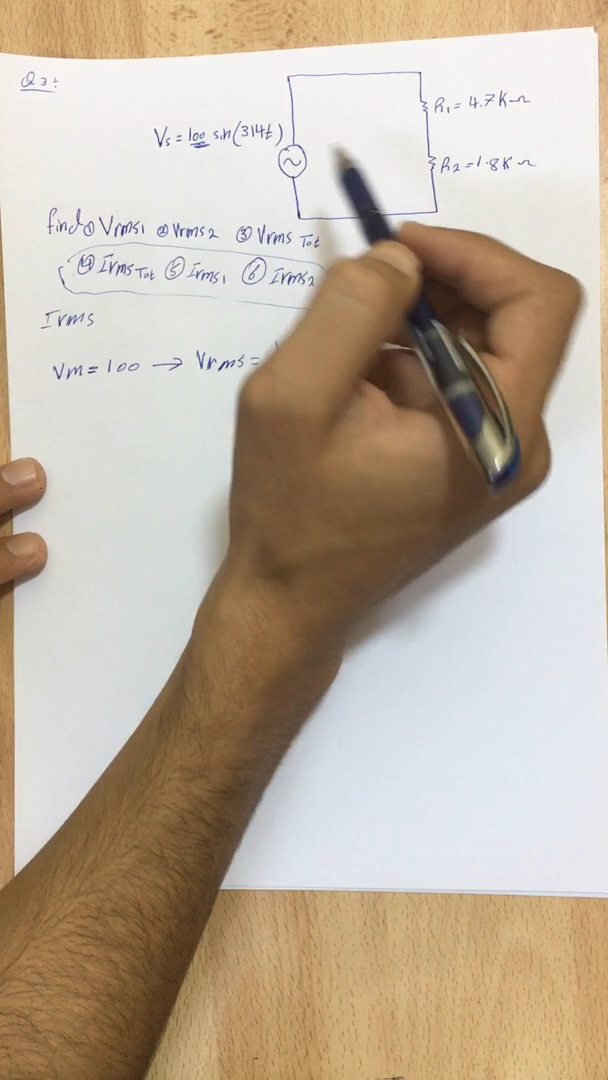 Q3:
Vs = 100 sin(314t)
R1 = 4.7KΩ
R2 = 1.8KΩ
find ① Vrms1 ② Vrms2 ③ Vrms Tot
④ Irms Tot ⑤ Irms1 ⑥ Irms2
Irms
Vm = 100 → Vrms =